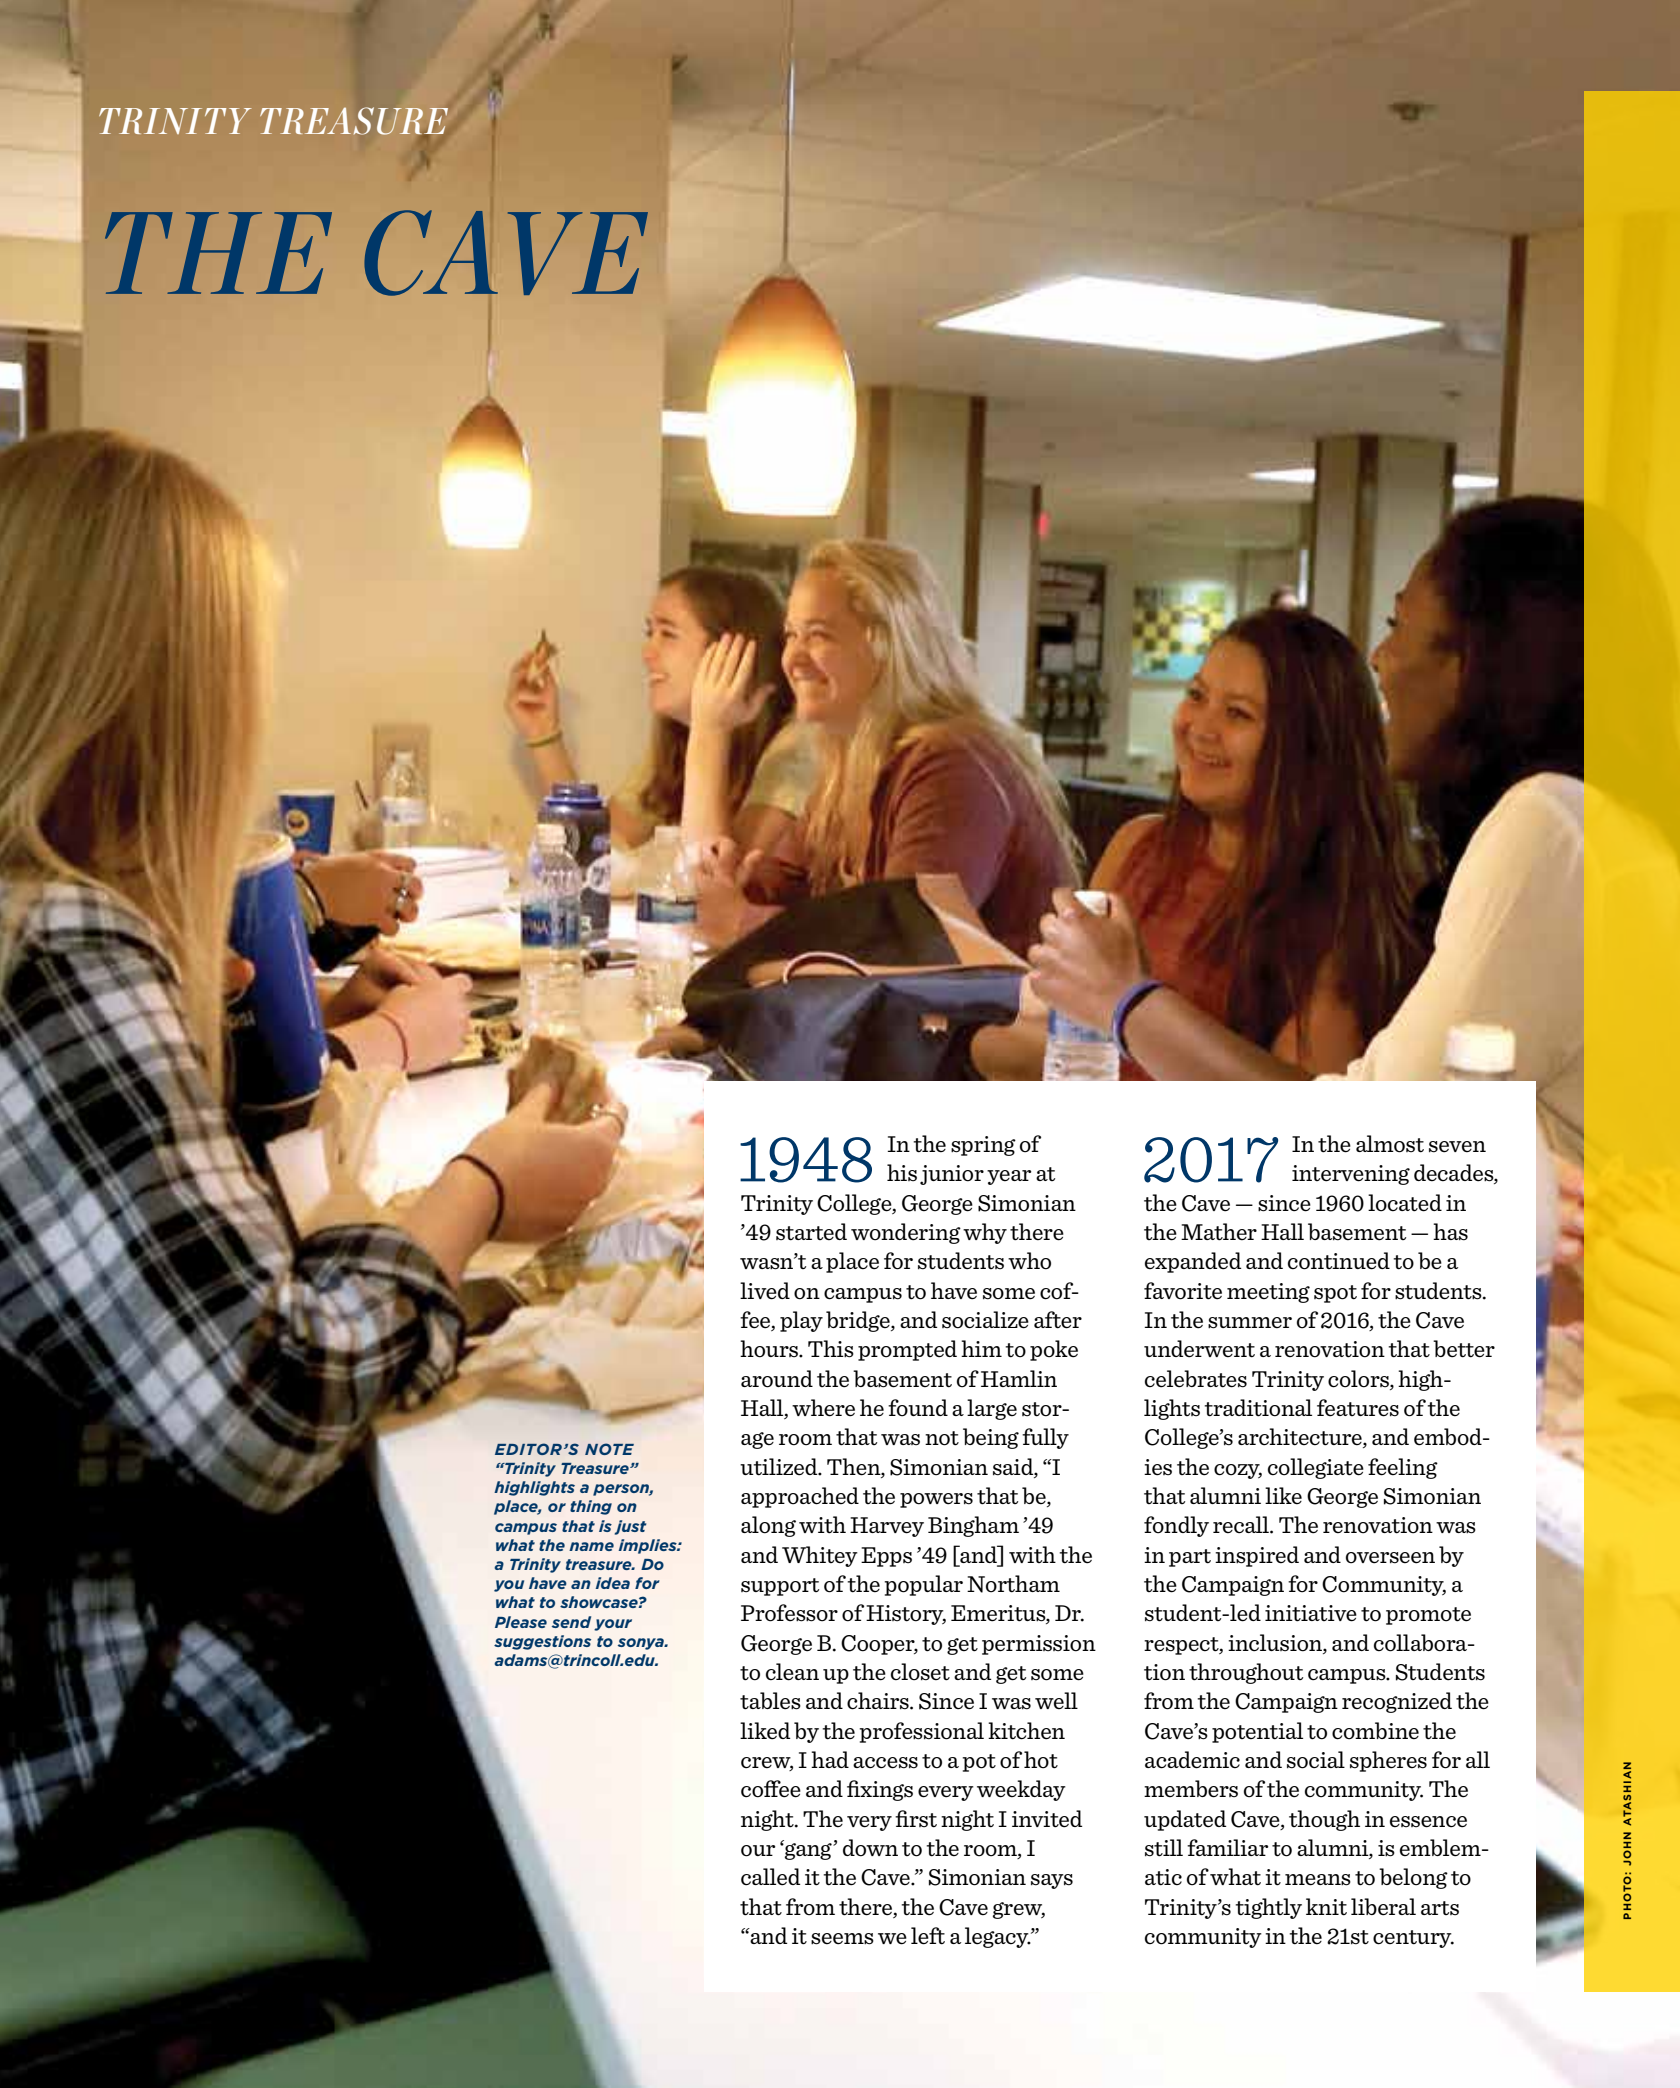 TRINITY TREASURE
THE CAVE
1948 In the spring of
his junior year at
Trinity College, George Simonian
’49 started wondering why there
wasn’t a place for students who
lived on campus to have some cof-
fee, play bridge, and socialize after
hours. This prompted him to poke
around the basement of Hamlin
Hall, where he found a large stor-
age room that was not being fully
utilized. Then, Simonian said, “I
approached the powers that be,
along with Harvey Bingham ’49
and Whitey Epps ’49 [and] with the
support of the popular Northam
Professor of History, Emeritus, Dr.
George B. Cooper, to get permission
to clean up the closet and get some
tables and chairs. Since I was well
liked by the professional kitchen
crew, I had access to a pot of hot
coffee and fixings every weekday
night. The very first night I invited
our ‘gang’ down to the room, I
called it the Cave.” Simonian says
that from there, the Cave grew,
“and it seems we left a legacy.”
2017 In the almost seven
intervening decades,
the Cave — since 1960 located in
the Mather Hall basement — has
expanded and continued to be a
favorite meeting spot for students.
In the summer of 2016, the Cave
underwent a renovation that better
celebrates Trinity colors, high-
lights traditional features of the
College’s architecture, and embod-
ies the cozy, collegiate feeling
that alumni like George Simonian
fondly recall. The renovation was
in part inspired and overseen by
the Campaign for Community, a
student-led initiative to promote
respect, inclusion, and collabora-
tion throughout campus. Students
from the Campaign recognized the
Cave’s potential to combine the
academic and social spheres for all
members of the community. The
updated Cave, though in essence
still familiar to alumni, is emblem-
atic of what it means to belong to
Trinity’s tightly knit liberal arts
community in the 21st century.
EDITOR’S NOTE
“Trinity Treasure”
highlights a person,
place, or thing on
campus that is just
what the name implies:
a Trinity treasure. Do
you have an idea for
what to showcase?
Please send your
suggestions to sonya.
adams@trincoll.edu.
PHOTO: JOHN ATASHIAN